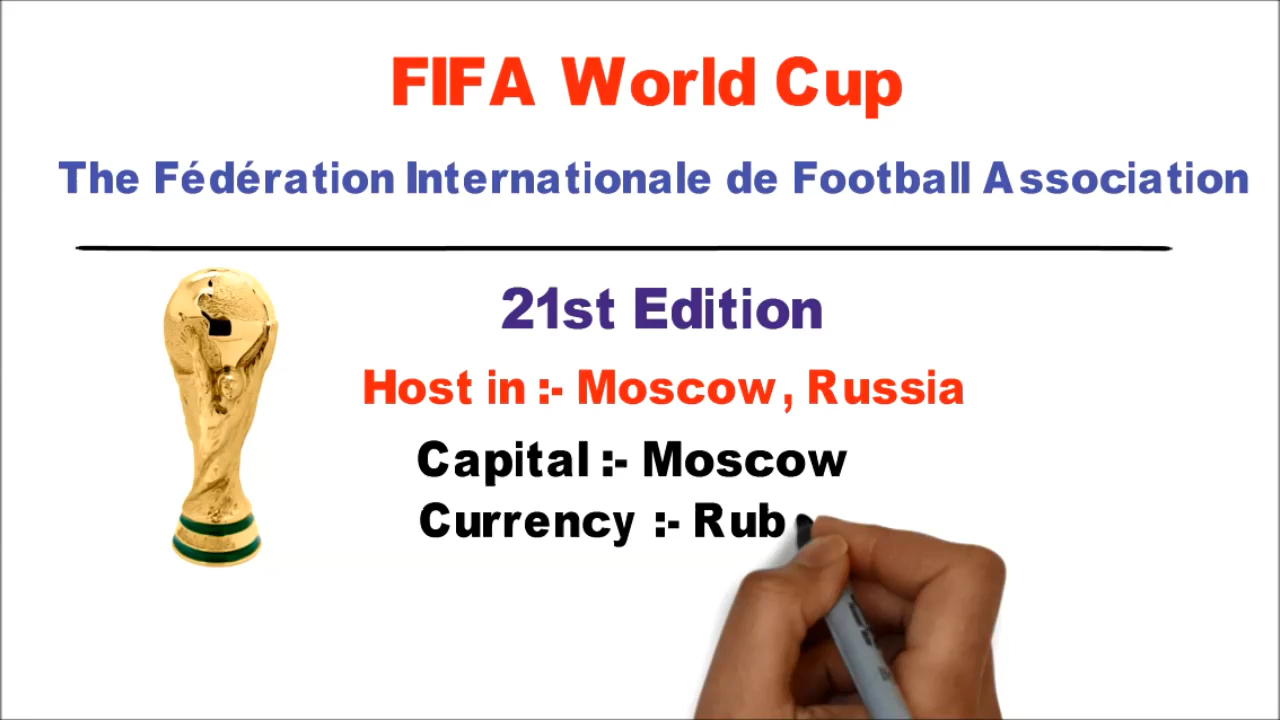 FIFA World Cup
The Fédération Internationale de Football Association
21st Edition
Host in :- Moscow, Russia
Capital :- Moscow
Currency :- Rub